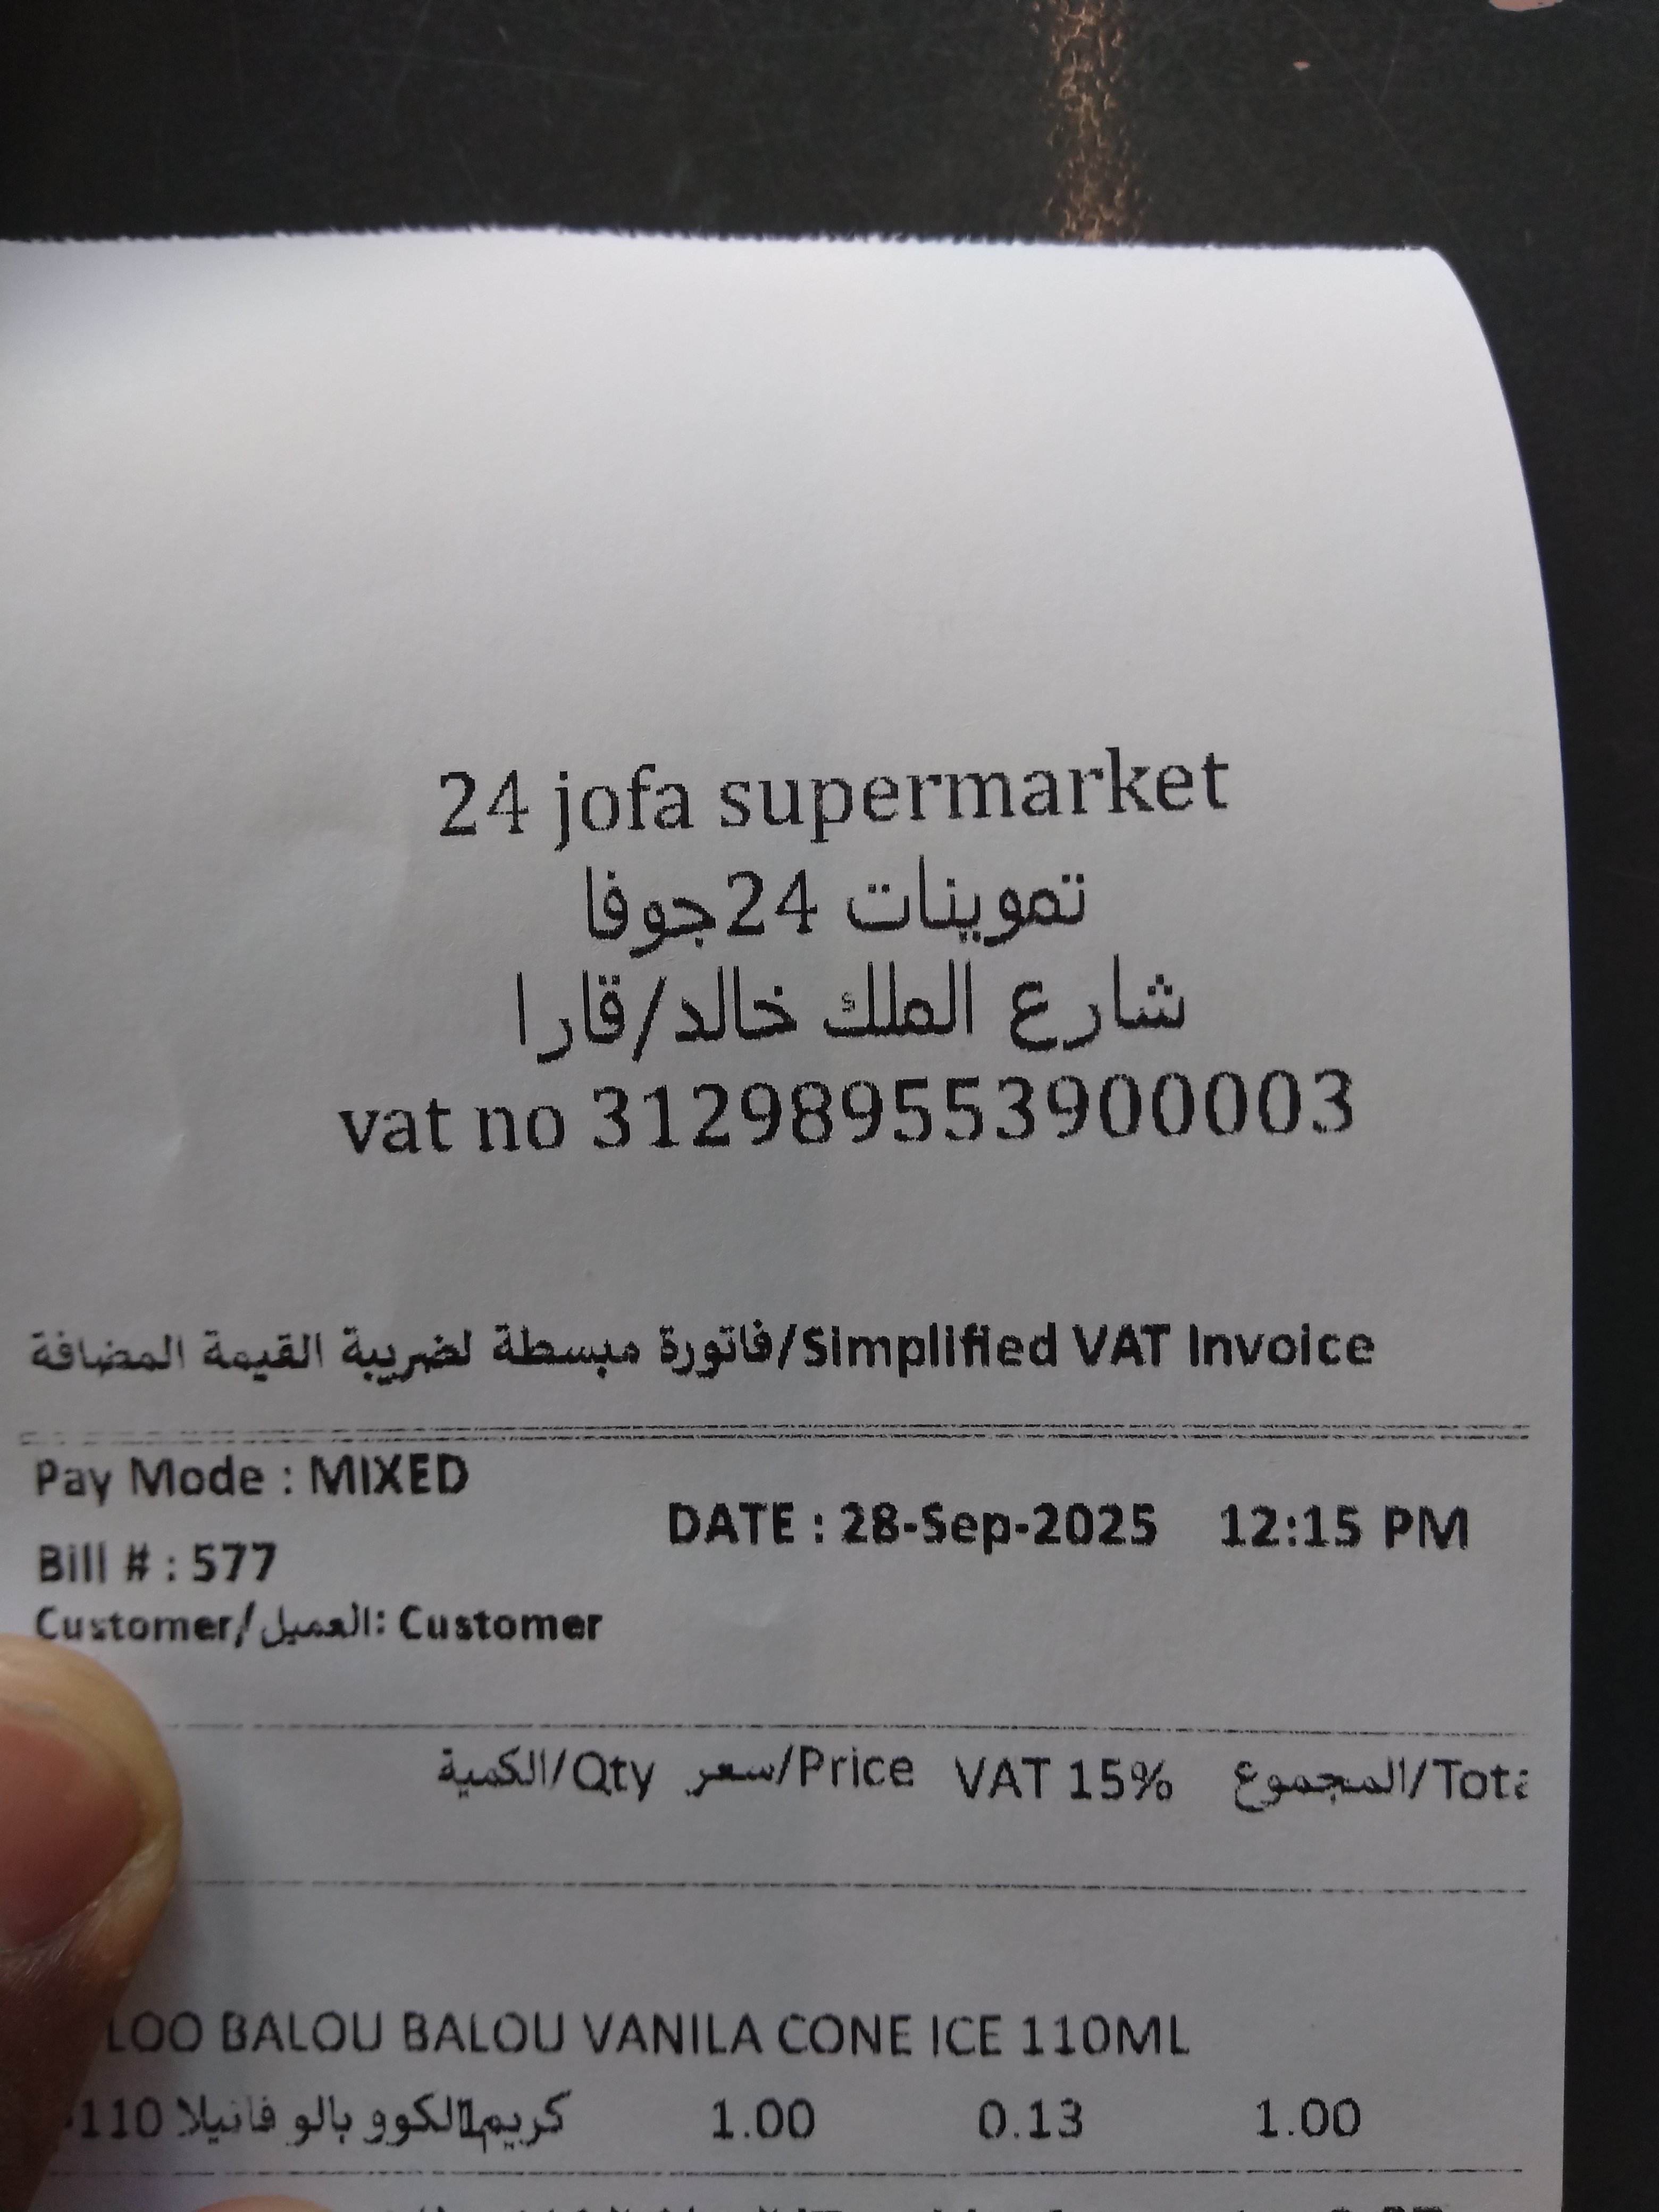 24 jofa supermarket
تموينات 24جوفا
شارع الملك خالد/قارا
vat no 312989553900003
فاتورة مبسطة لضريبة القيمة المضافة/Simplified VAT Invoice
Pay Mode : MIXED
DATE : 28-Sep-2025 12:15 PM
Bill # : 577
Customer/العميل: Customer
الكمية/Qty سعر/Price VAT 15% المجموع/Tota
LOO BALOU BALOU VANILA CONE ICE 110ML
كريم الكوو بالو فانيلا 110 1.00 0.13 1.00